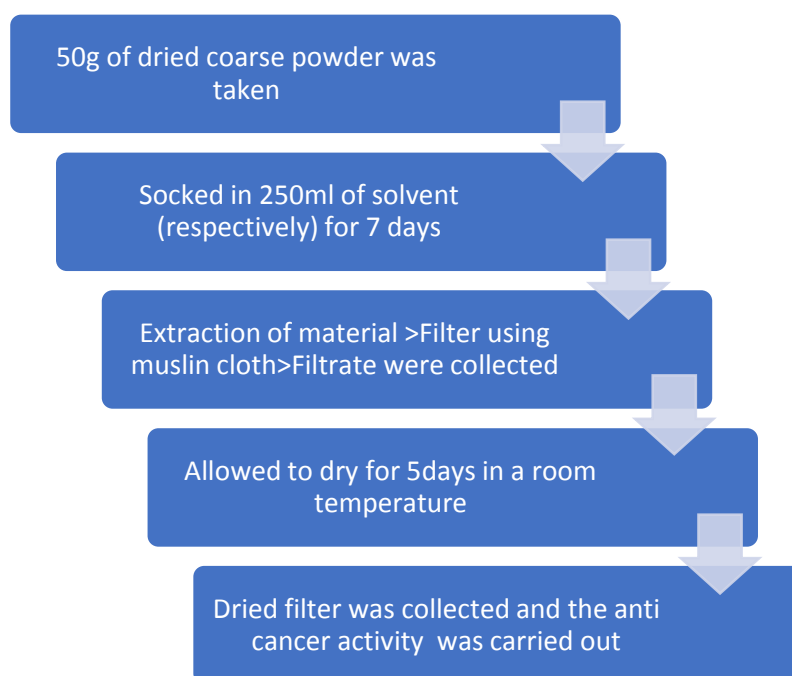 50g of dried coarse powder was
taken
Socked in 250ml of solvent
(respectively) for 7 days
Extraction of material >Filter using
muslin cloth>Filtrate were collected
Allowed to dry for 5days in a room
temperature
Dried filter was collected and the anti
cancer activity was carried out